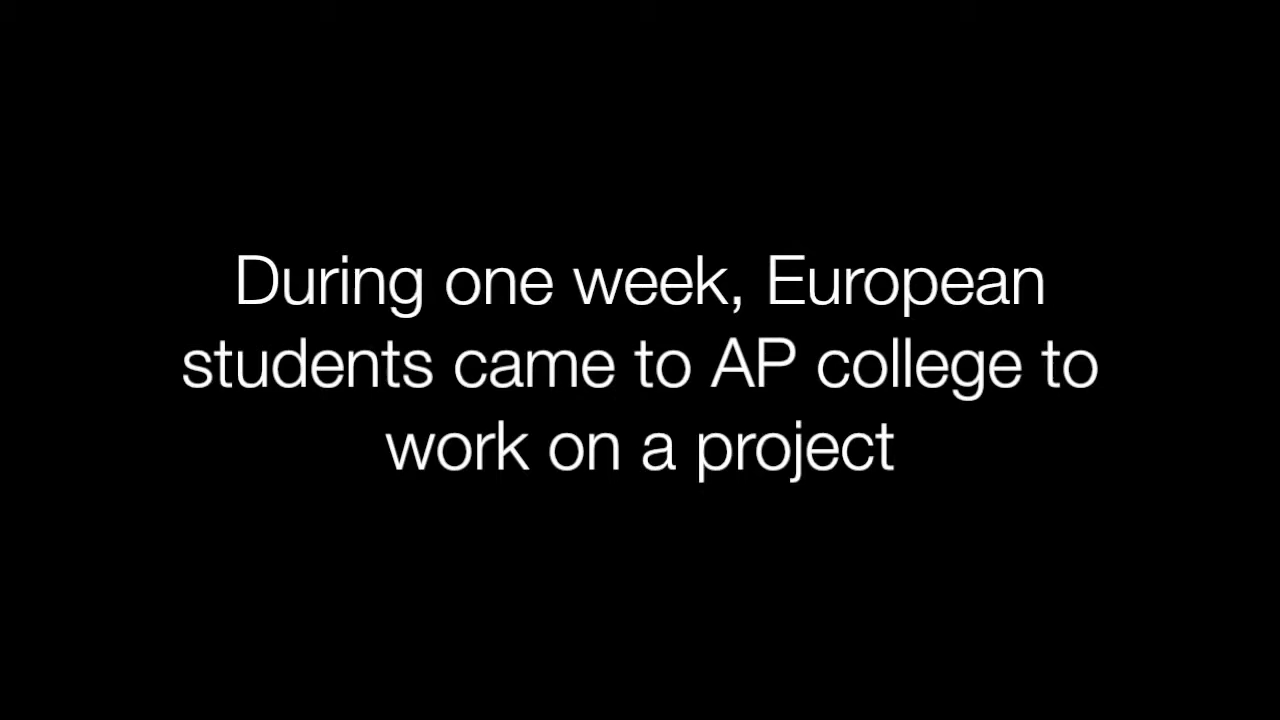 During one week, European
students came to AP college to
work on a project